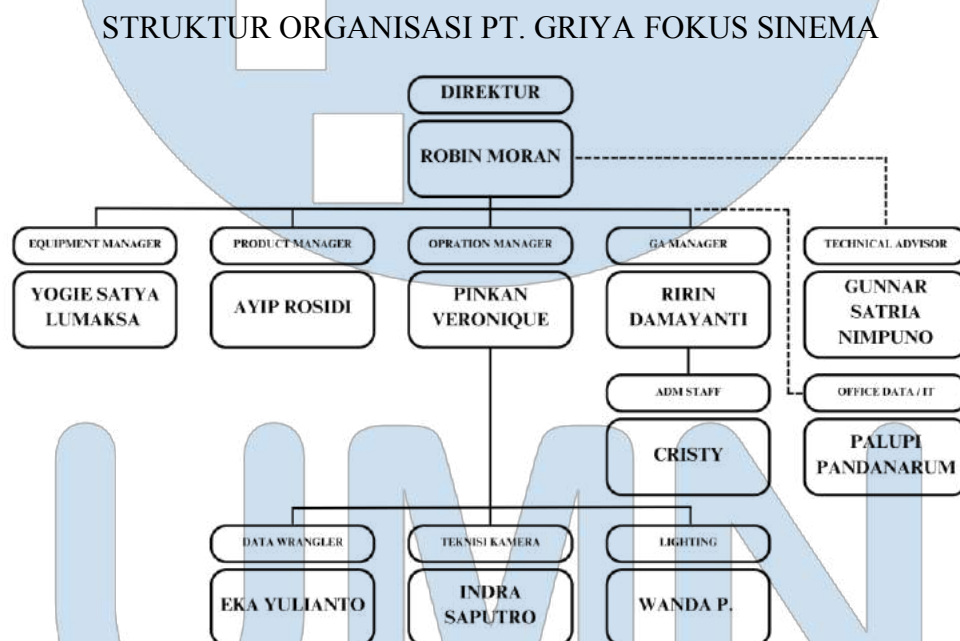 STRUKTUR ORGANISASI PT. GRIYA FOKUS SINEMA
DIREKTUR
ROBIN MORAN
EQUIPMENT MANAGER
PRODUCT MANAGER
OPRATION MANAGER
GA MANAGER
TECHNICAL ADVISOR
YOGIE SATYA
LUMAKSA
AYIP ROSIDI
PINKAN
VERONIQUE
RIRIN
DAMAYANTI
GUNNAR
SATRIA
NIMPUNO
ADM STAFF
OFFICE DATA / IT
CRISTY
PALUPI
PANDANARUM
DATA WRANGLER
TEKNISI KAMERA
LIGHTING
EKA YULIANTO
INDRA
SAPUTRO
WANDA P.
UMN